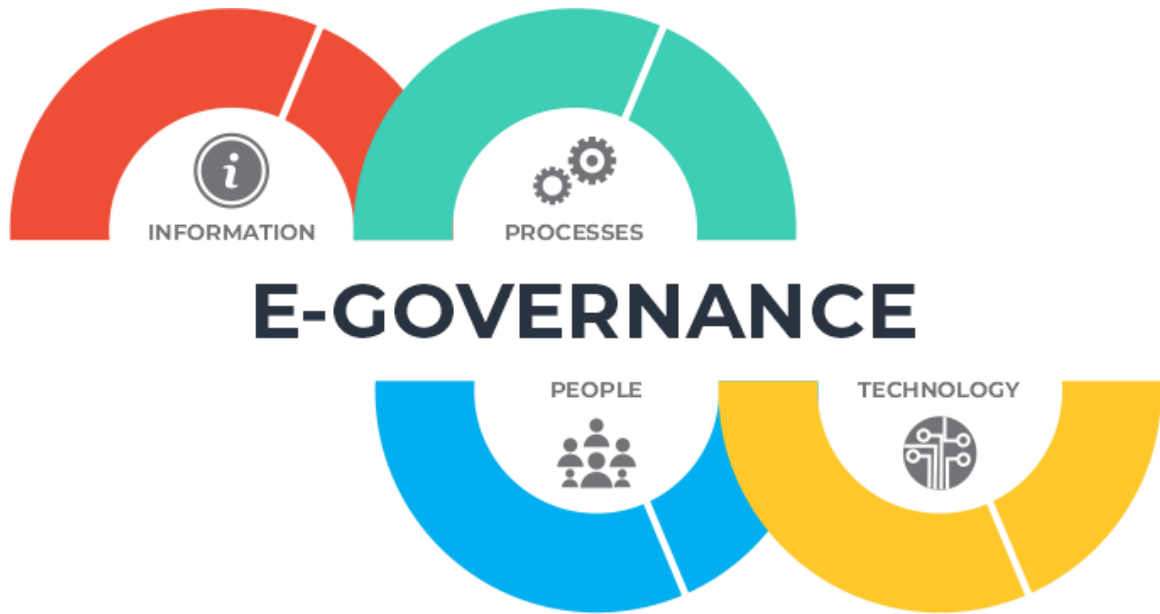 INFORMATION
PROCESSES
E-GOVERNANCE
PEOPLE
TECHNOLOGY